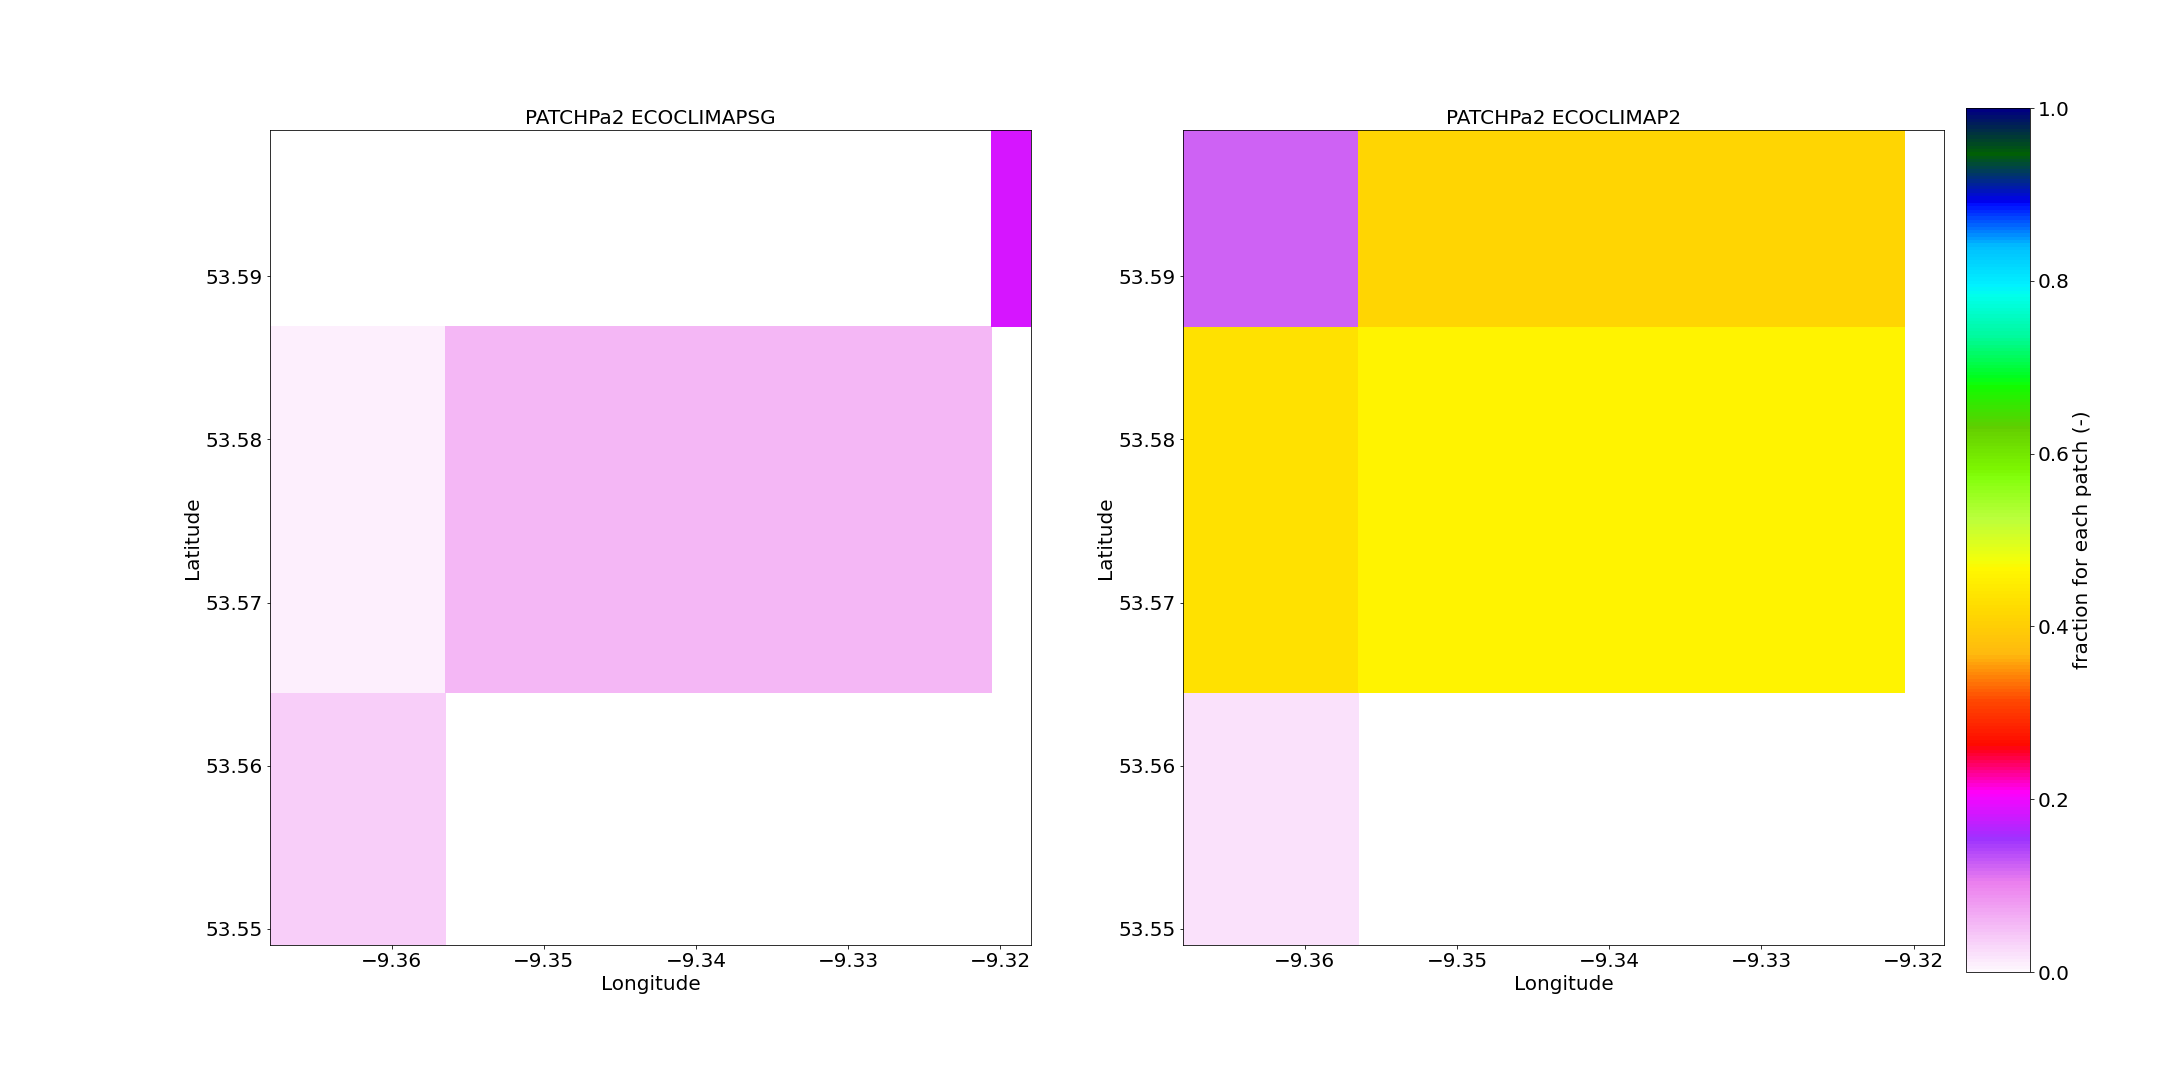 PATCHPa2 ECOCLIMAPSG
53.59
53.58
53.57
53.56
53.55
Latitude
−9.36 −9.35 −9.34 −9.33 −9.32
Longitude
PATCHPa2 ECOCLIMAP2
53.59
53.58
53.57
53.56
53.55
Latitude
−9.36 −9.35 −9.34 −9.33 −9.32
Longitude
1.0
0.8
0.6
0.4
0.2
0.0
fraction for each patch (-)